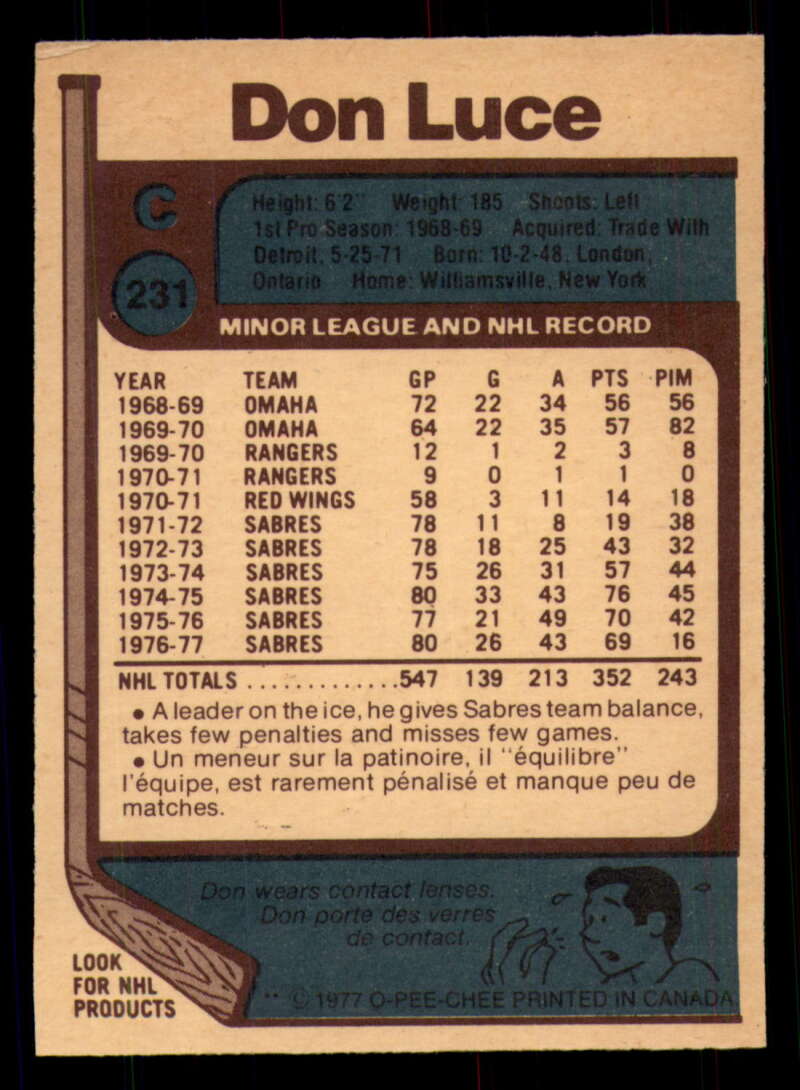 Don Luce
C
231
Height: 6'2" Weight: 185 Shoots: Left
1st Pro Season: 1968-69 Acquired: Trade With
Detroit, 5-25-71 Born: 10-2-48, London,
Ontario Home: Williamsville, New York
MINOR LEAGUE AND NHL RECORD
YEAR TEAM GP G A PTS PIM
1968-69 OMAHA 72 22 34 56 56
1969-70 OMAHA 64 22 35 57 82
1969-70 RANGERS 12 1 2 3 8
1970-71 RANGERS 9 0 1 1 0
1970-71 RED WINGS 58 3 11 14 18
1971-72 SABRES 78 11 8 19 38
1972-73 SABRES 78 18 25 43 32
1973-74 SABRES 75 26 31 57 44
1974-75 SABRES 80 33 43 76 45
1975-76 SABRES 77 21 49 70 42
1976-77 SABRES 80 26 43 69 16
NHL TOTALS .............547 139 213 352 243
• A leader on the ice, he gives Sabres team balance,
takes few penalties and misses few games.
• Un meneur sur la patinoire, il "équilibre"
l'équipe, est rarement pénalisé et manque peu de
matches.
Don wears contact lenses.
Don porte des verres
de contact.
LOOK
FOR NHL
PRODUCTS
** © 1977 O-PEE-CHEE PRINTED IN CANADA